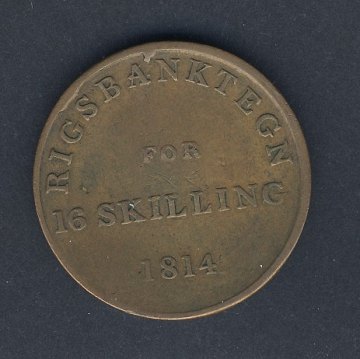 RIGSBANKTEGN
FOR
16 SKILLING
1814